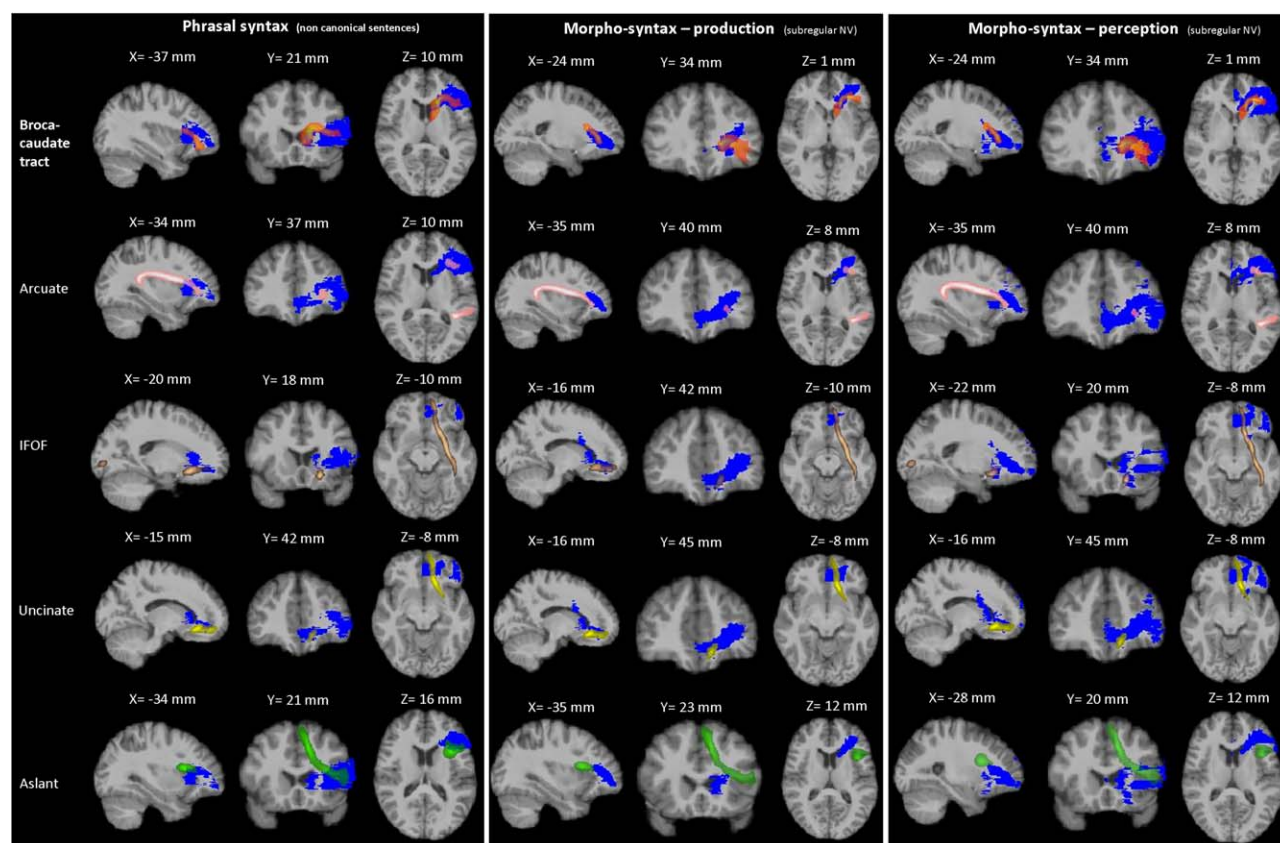 Phrasal syntax (non canonical sentences)
Morpho-syntax – production (subregular NV)
Morpho-syntax – perception (subregular NV)
X= -37 mm Y= 21 mm Z= 10 mm
X= -24 mm Y= 34 mm Z= 1 mm
X= -24 mm Y= 34 mm Z= 1 mm
Broca-
caudate
tract
X= -34 mm Y= 37 mm Z= 10 mm
X= -35 mm Y= 40 mm Z= 8 mm
X= -35 mm Y= 40 mm Z= 8 mm
Arcuate
X= -20 mm Y= 18 mm Z= -10 mm
X= -16 mm Y= 42 mm Z= -10 mm
X= -22 mm Y= 20 mm Z= -8 mm
IFOF
X= -15 mm Y= 42 mm Z= -8 mm
X= -16 mm Y= 45 mm Z= -8 mm
X= -16 mm Y= 45 mm Z= -8 mm
Uncinate
X= -34 mm Y= 21 mm Z= 16 mm
X= -35 mm Y= 23 mm Z= 12 mm
X= -28 mm Y= 20 mm Z= 12 mm
Aslant